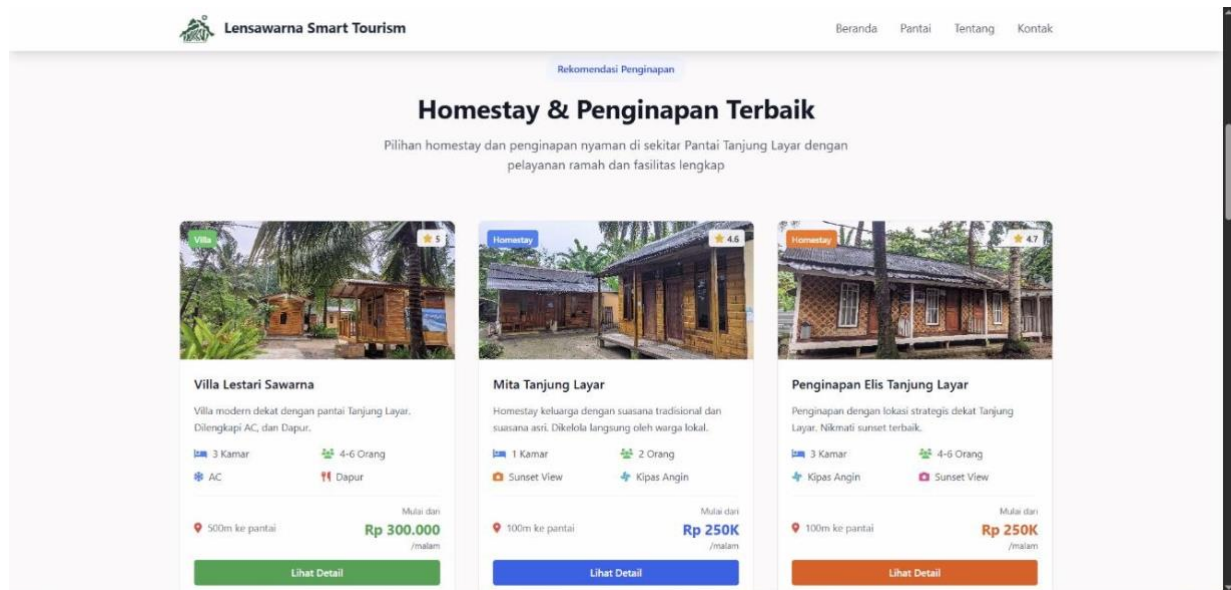 Lensawarna Smart Tourism
Beranda Pantai Tentang Kontak
Rekomendasi Penginapan
Homestay & Penginapan Terbaik
Pilihan homestay dan penginapan nyaman di sekitar Pantai Tanjung Layar dengan
pelayanan ramah dan fasilitas lengkap
Villa
5
Villa Lestari Sawarna
Villa modern dekat dengan pantai Tanjung Layar.
Dilengkapi AC, dan Dapur.
3 Kamar
4-6 Orang
AC
Dapur
500m ke pantai
Mulai dari
Rp 300.000
/malam
Lihat Detail
Homestay
4.6
Mita Tanjung Layar
Homestay keluarga dengan suasana tradisional dan
suasana asri. Dikelola langsung oleh warga lokal.
1 Kamar
2 Orang
Sunset View
Kipas Angin
100m ke pantai
Mulai dari
Rp 250K
/malam
Lihat Detail
Homestay
4.7
Penginapan Elis Tanjung Layar
Penginapan dengan lokasi strategis dekat Tanjung
Layar. Nikmati sunset terbaik.
3 Kamar
4-6 Orang
Kipas Angin
Sunset View
100m ke pantai
Mulai dari
Rp 250K
/malam
Lihat Detail